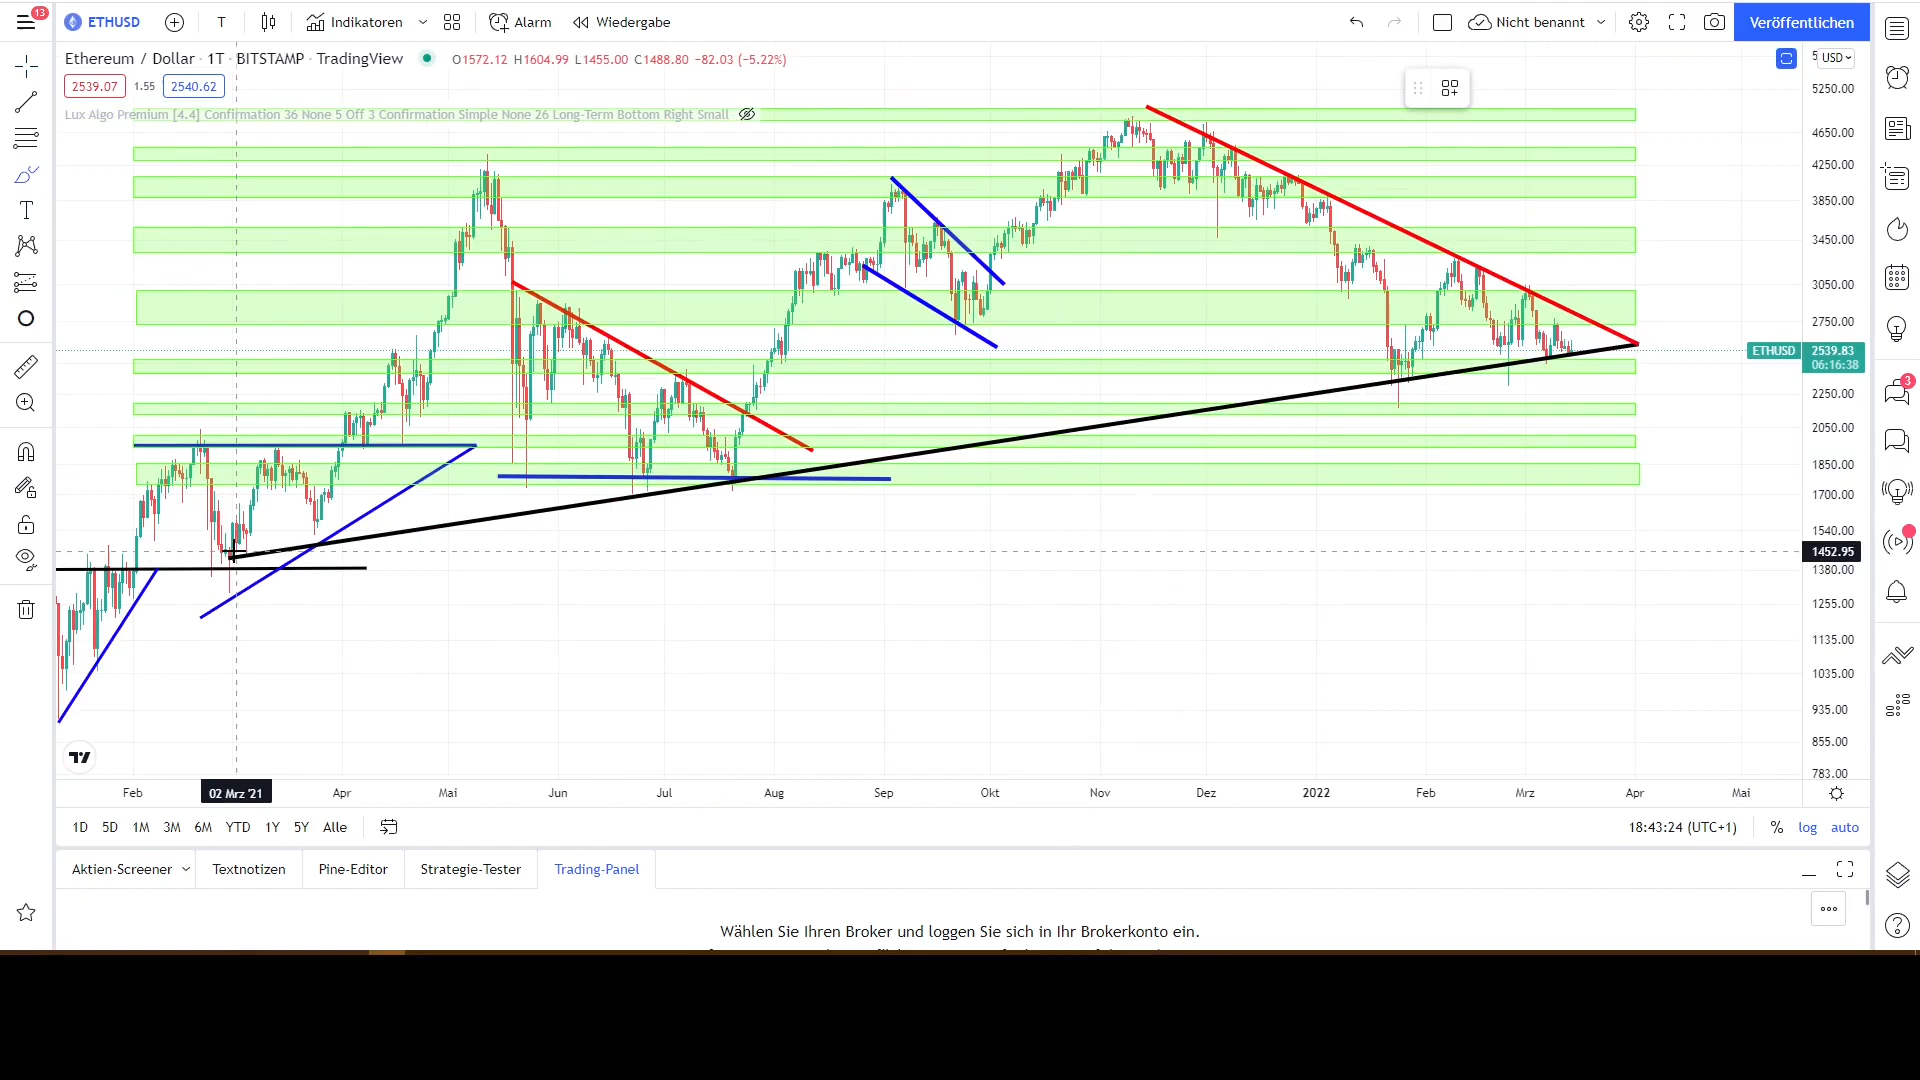 13
ETHUSD
T
Indikatoren
Alarm
Wiedergabe
Nicht benannt
Veröffentlichen
Ethereum / Dollar · 1T · BITSTAMP · TradingView
O1572.12 H1604.99 L1455.00 C1488.80 −82.03 (−5.22%)
2539.07
1.55
2540.62
Lux Algo Premium [4.4] Confirmation 36 None 5 Off 3 Confirmation Simple None 26 Long-Term Bottom Right Small
USD
5250.00
4650.00
4250.00
3850.00
3450.00
3050.00
2750.00
ETHUSD
2539.83
06:16:38
2250.00
2050.00
1850.00
1700.00
1540.00
1452.95
1380.00
1255.00
1135.00
1035.00
935.00
855.00
783.00
3
T
Feb
02 Mrz '21
Apr
Mai
Jun
Jul
Aug
Sep
Okt
Nov
Dez
2022
Feb
Mrz
Apr
Mai
1D
5D
1M
3M
6M
YTD
1Y
5Y
Alle
18:43:24 (UTC+1)
%
log
auto
Aktien-Screener
Textnotizen
Pine-Editor
Strategie-Tester
Trading-Panel
Wählen Sie Ihren Broker und loggen Sie sich in Ihr Brokerkonto ein.